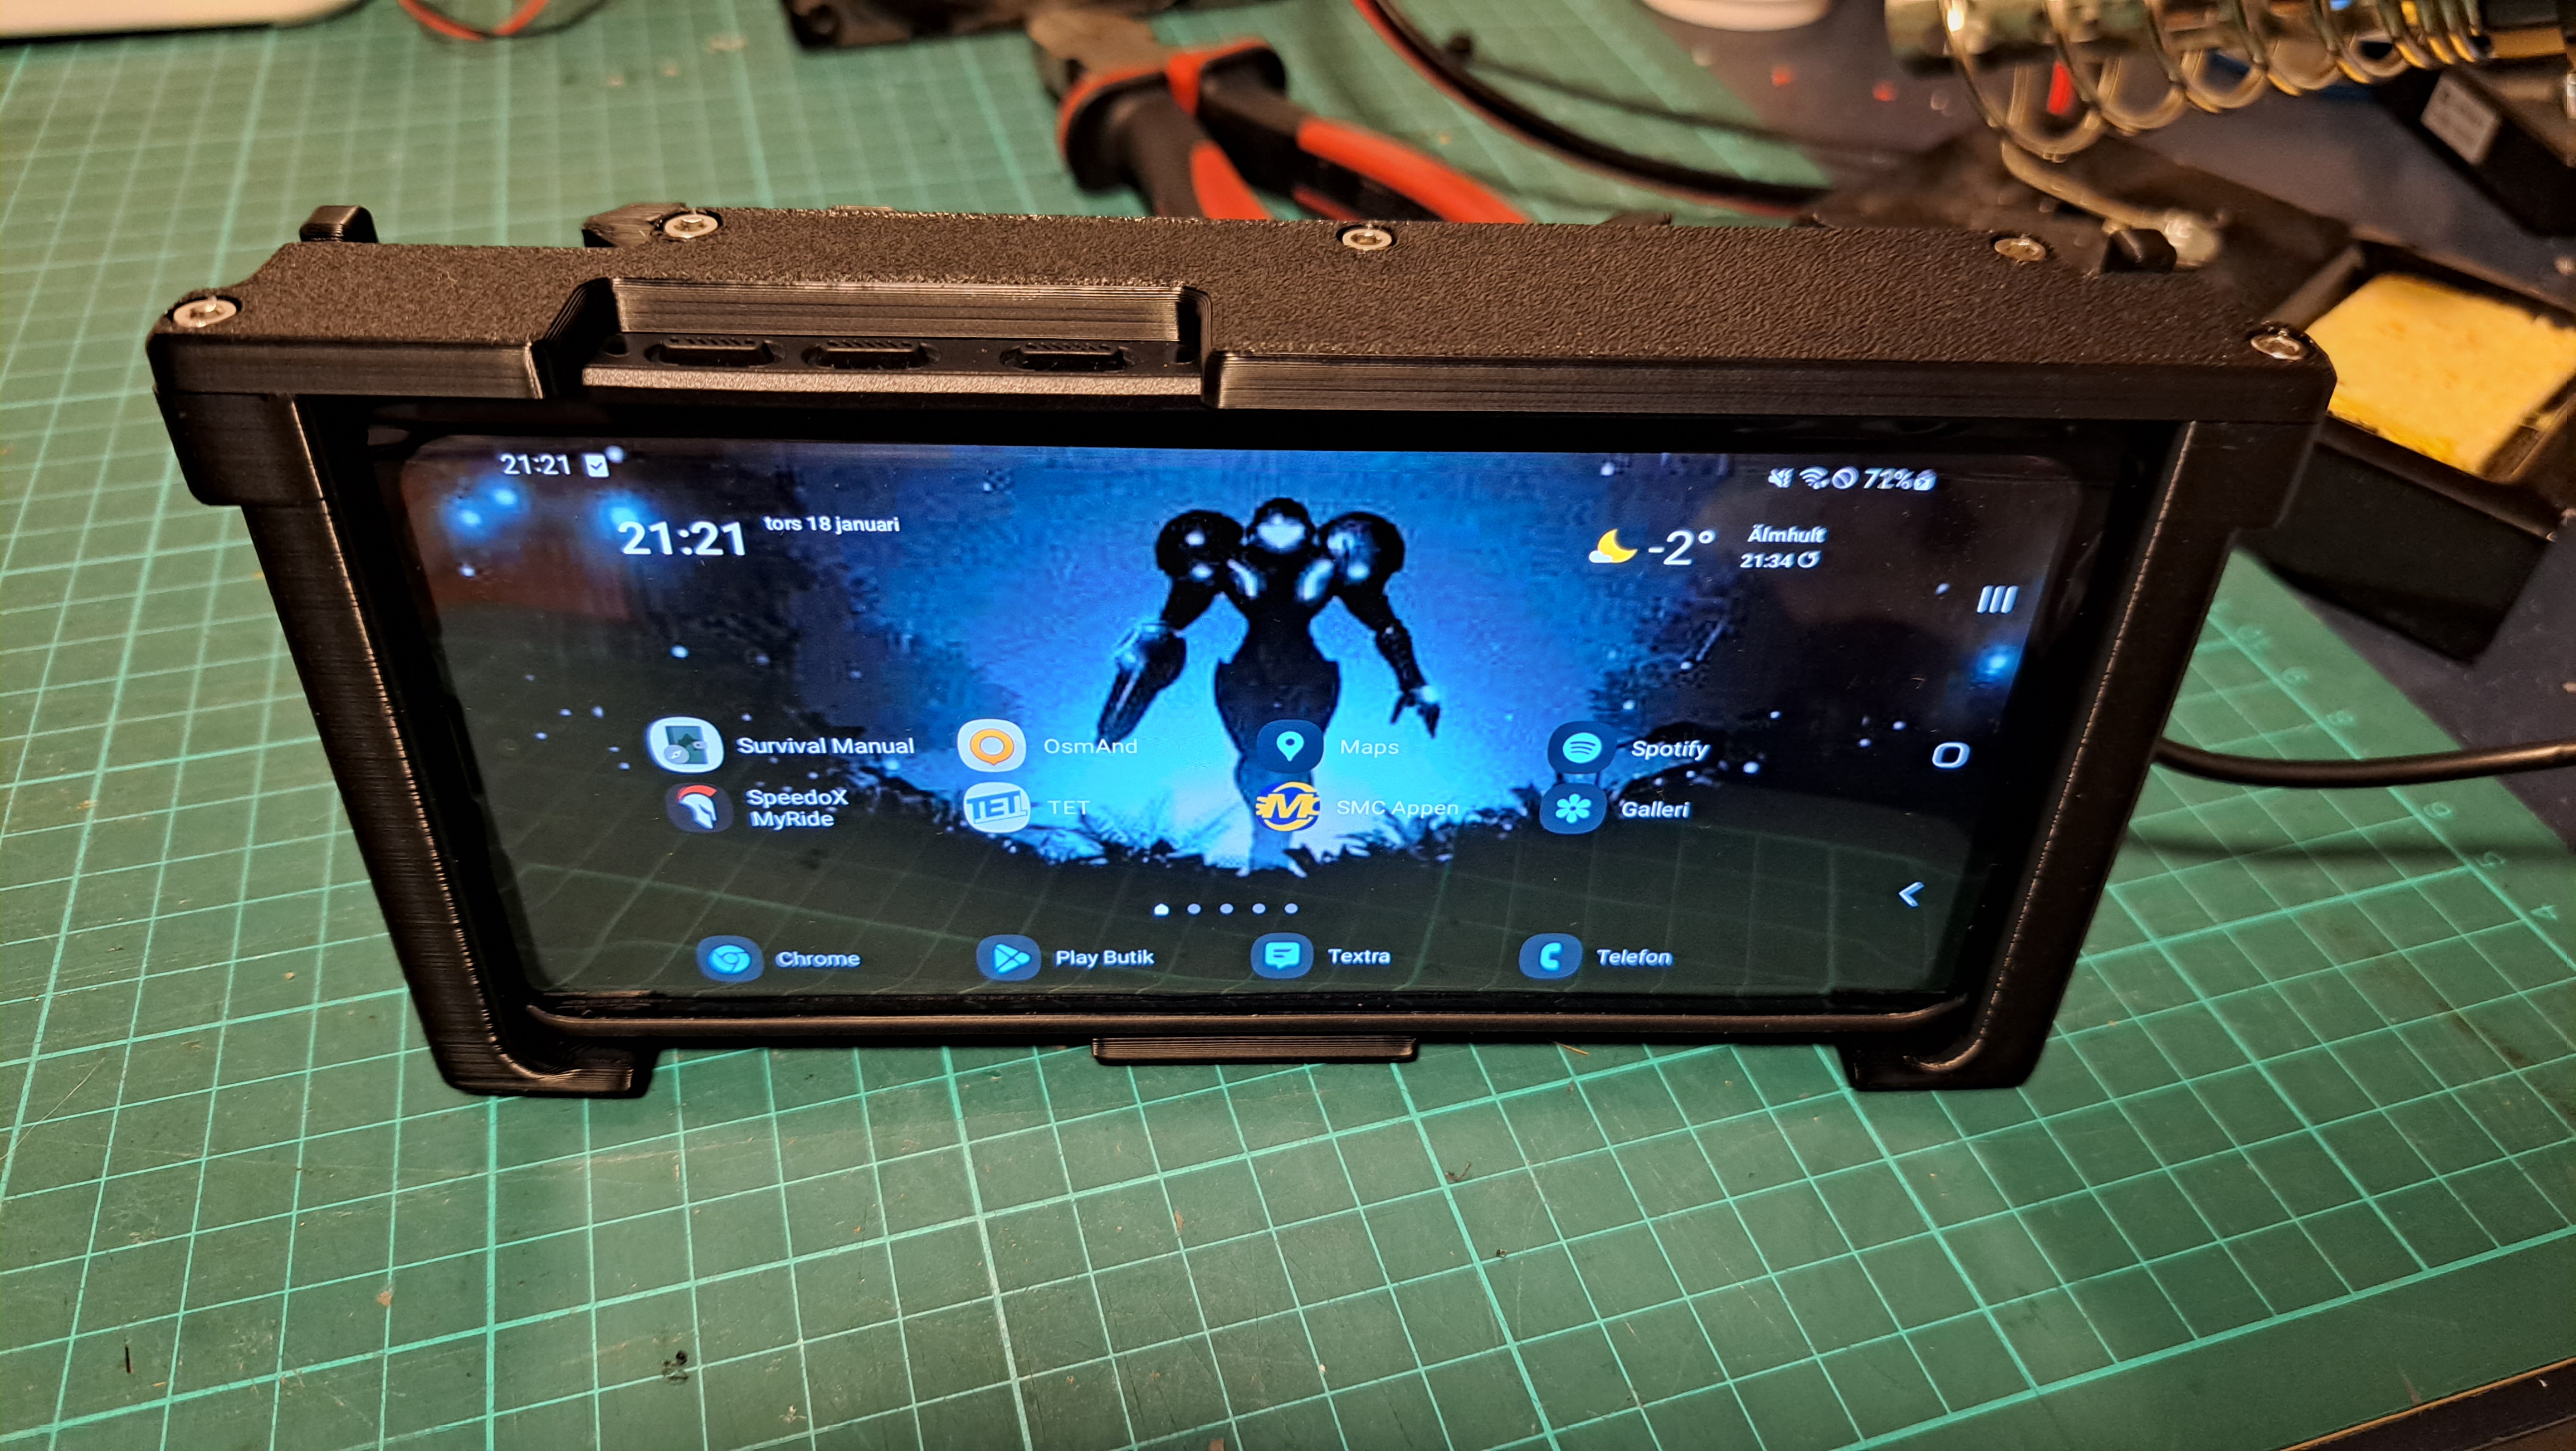 21:21
72%
21:21 tors 18 januari
-2° Älmhult
21:34
Survival Manual
OsmAnd
Maps
Spotify
SpeedoX
MyRide
TET
TET
M
SMC Appen
Galleri
Chrome
Play Butik
Textra
Telefon